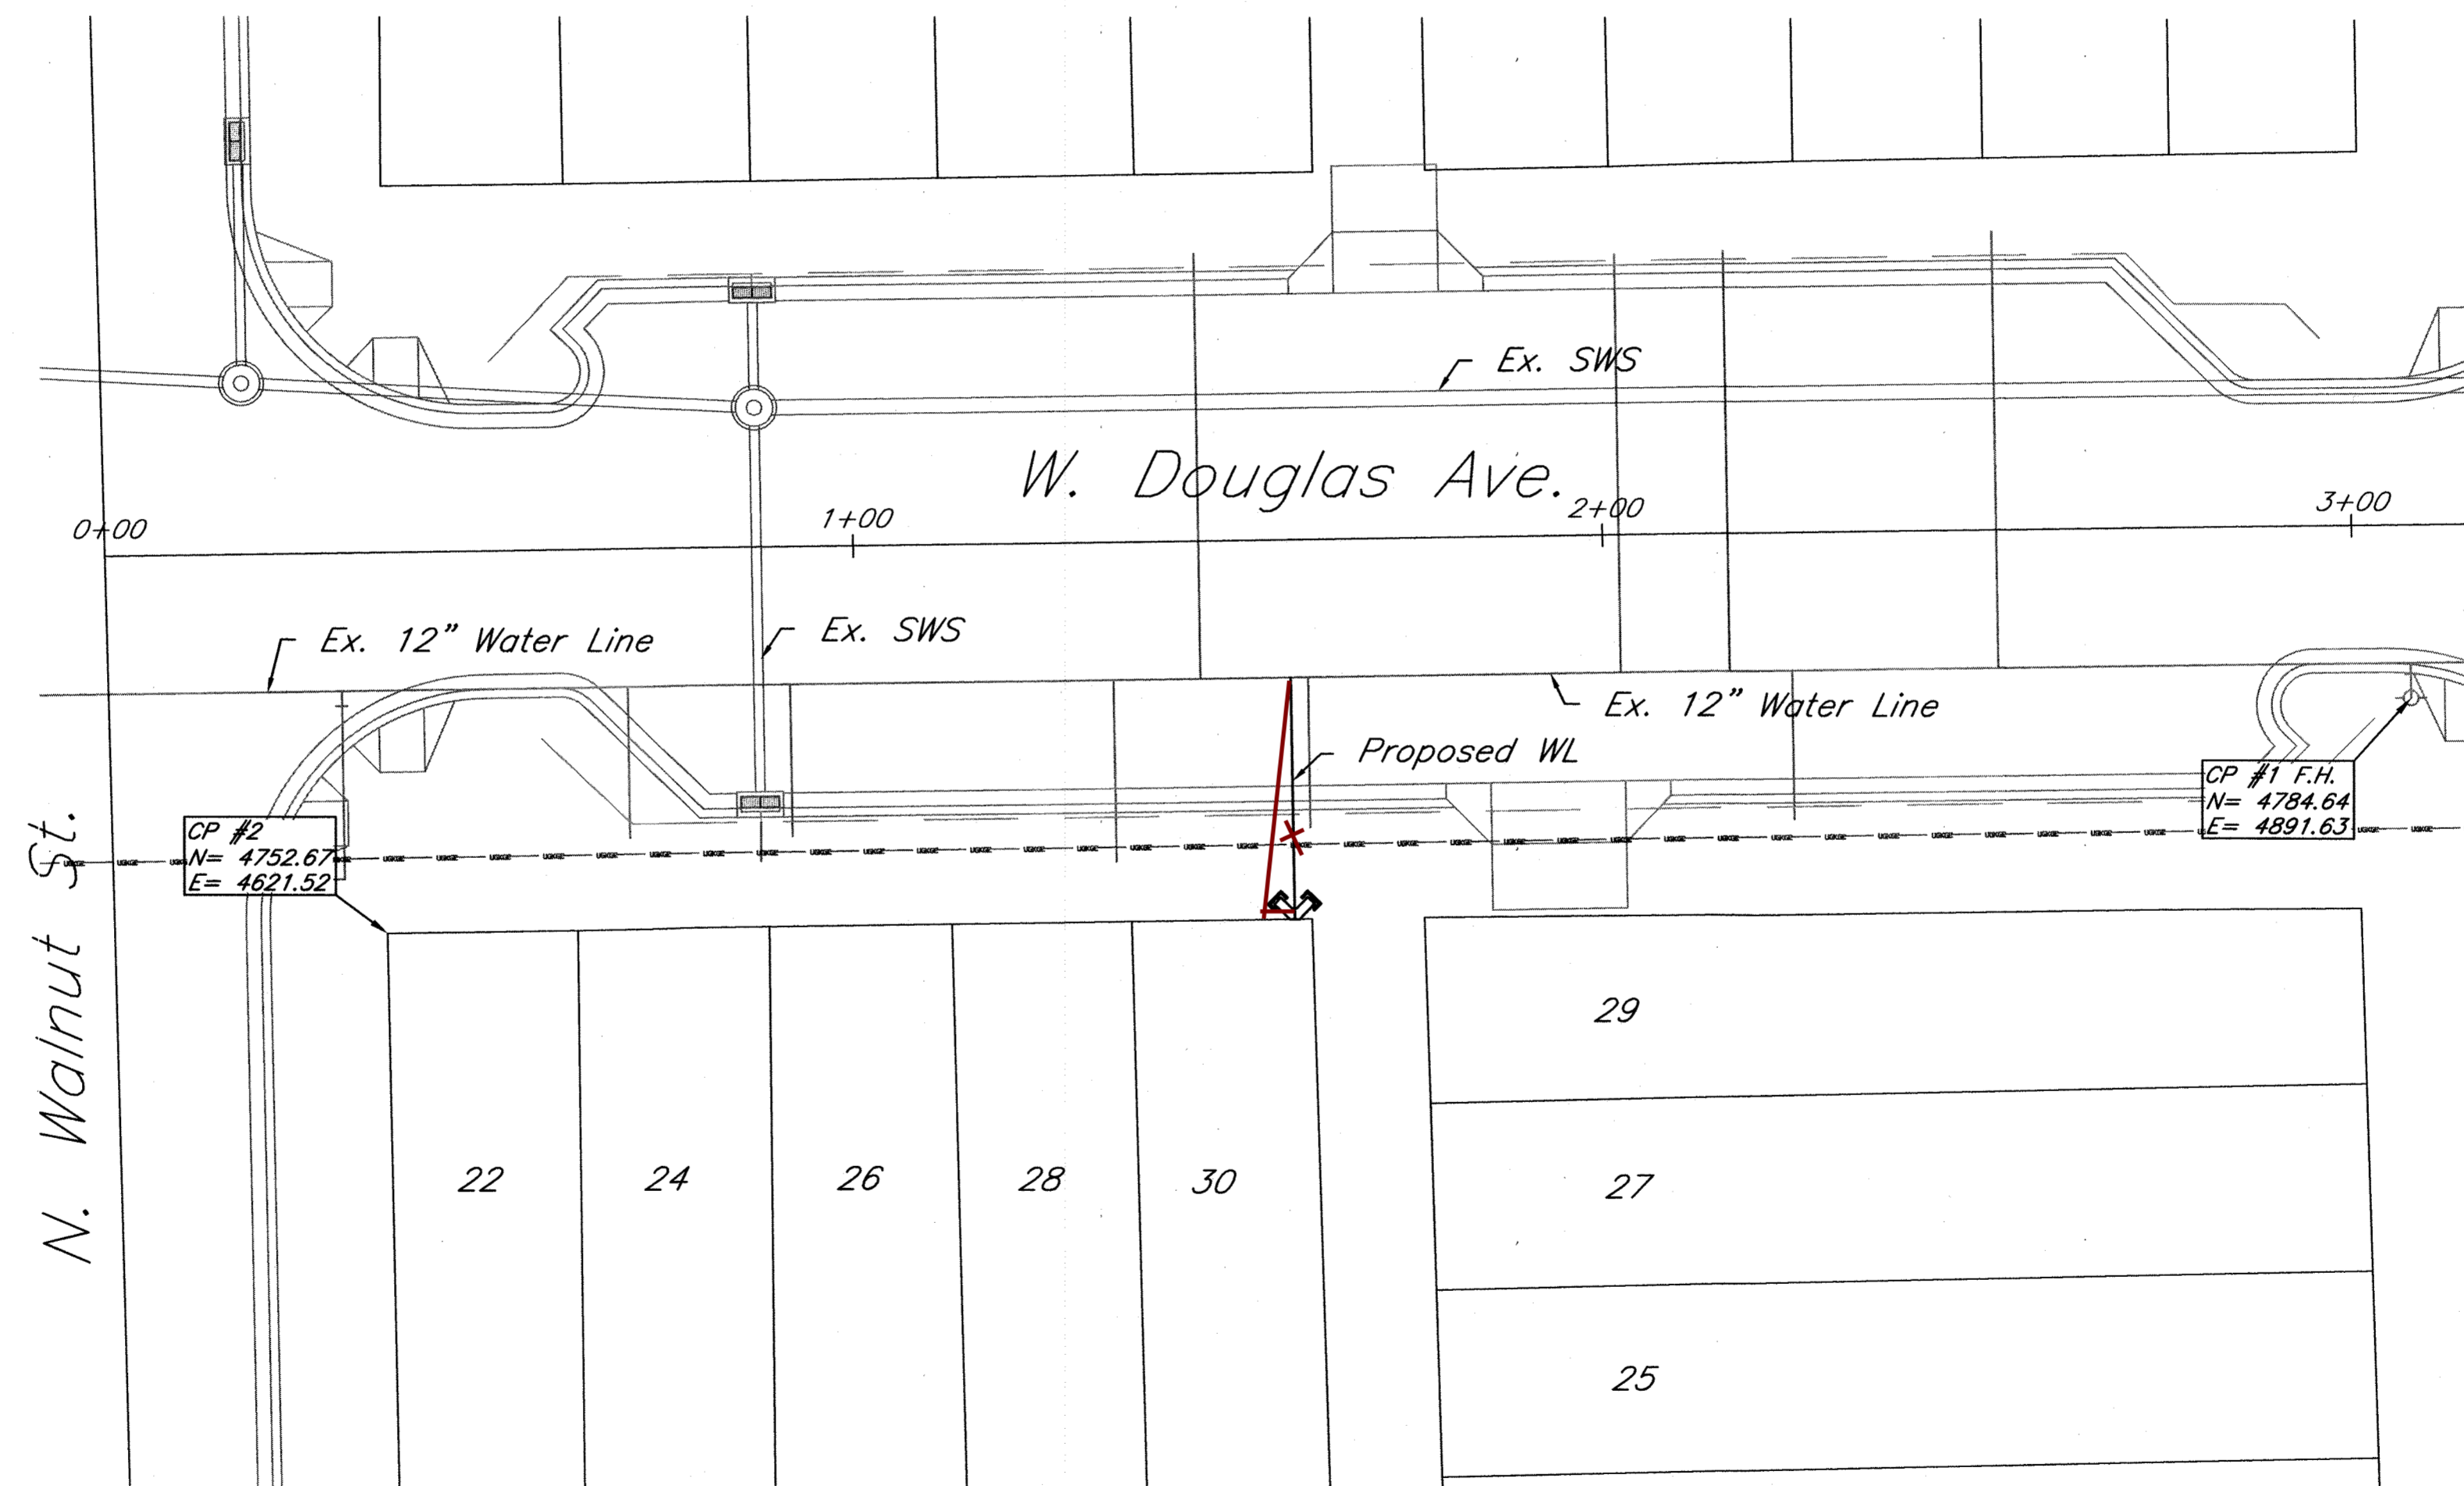 Ex. SWS
W. Douglas Ave.
0+00
1+00
2+00
3+00
Ex. 12” Water Line
Ex. SWS
Ex. 12” Water Line
Proposed WL
CP #1 F.H.
N= 4784.64
E= 4891.63
CP #2
N= 4752.67
E= 4621.52
N. Walnut St.
29
22
24
26
28
30
27
25